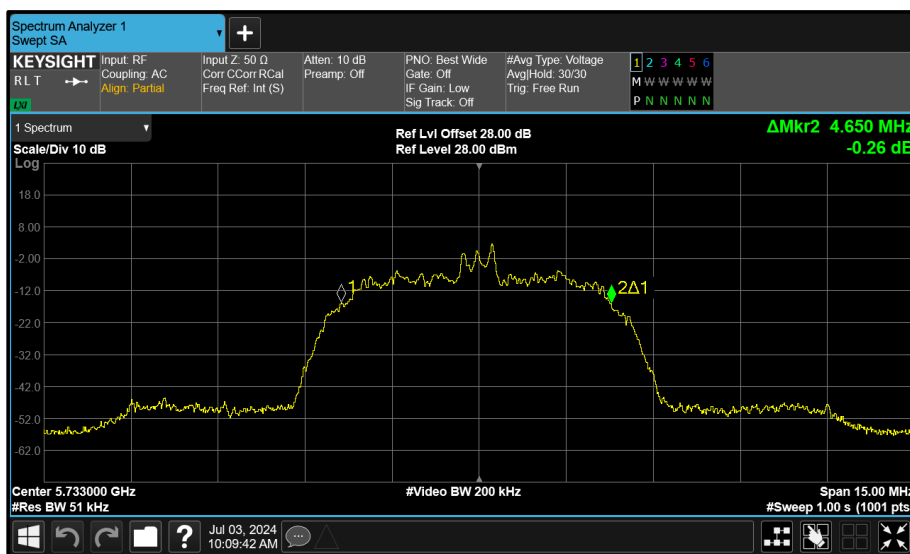 Spectrum Analyzer 1
Swept SA
KEYSIGHT
R L T
LXI
Input: RF
Coupling: AC
Align: Partial
Input Z: 50 Ω
Corr CCorr RCal
Freq Ref: Int (S)
Atten: 10 dB
Preamp: Off
PNO: Best Wide
Gate: Off
IF Gain: Low
Sig Track: Off
#Avg Type: Voltage
Avg|Hold: 30/30
Trig: Free Run
1 2 3 4 5 6
M W W W W W
P N N N N N
1 Spectrum
Scale/Div 10 dB
Log
Ref Lvl Offset 28.00 dB
Ref Level 28.00 dBm
ΔMkr2 4.650 MHz
-0.26 dB
18.0
8.00
-2.00
-12.0
-22.0
-32.0
-42.0
-52.0
-62.0
1
2Δ1
Center 5.733000 GHz
#Res BW 51 kHz
#Video BW 200 kHz
Span 15.00 MHz
#Sweep 1.00 s (1001 pts
?
Jul 03, 2024
10:09:42 AM